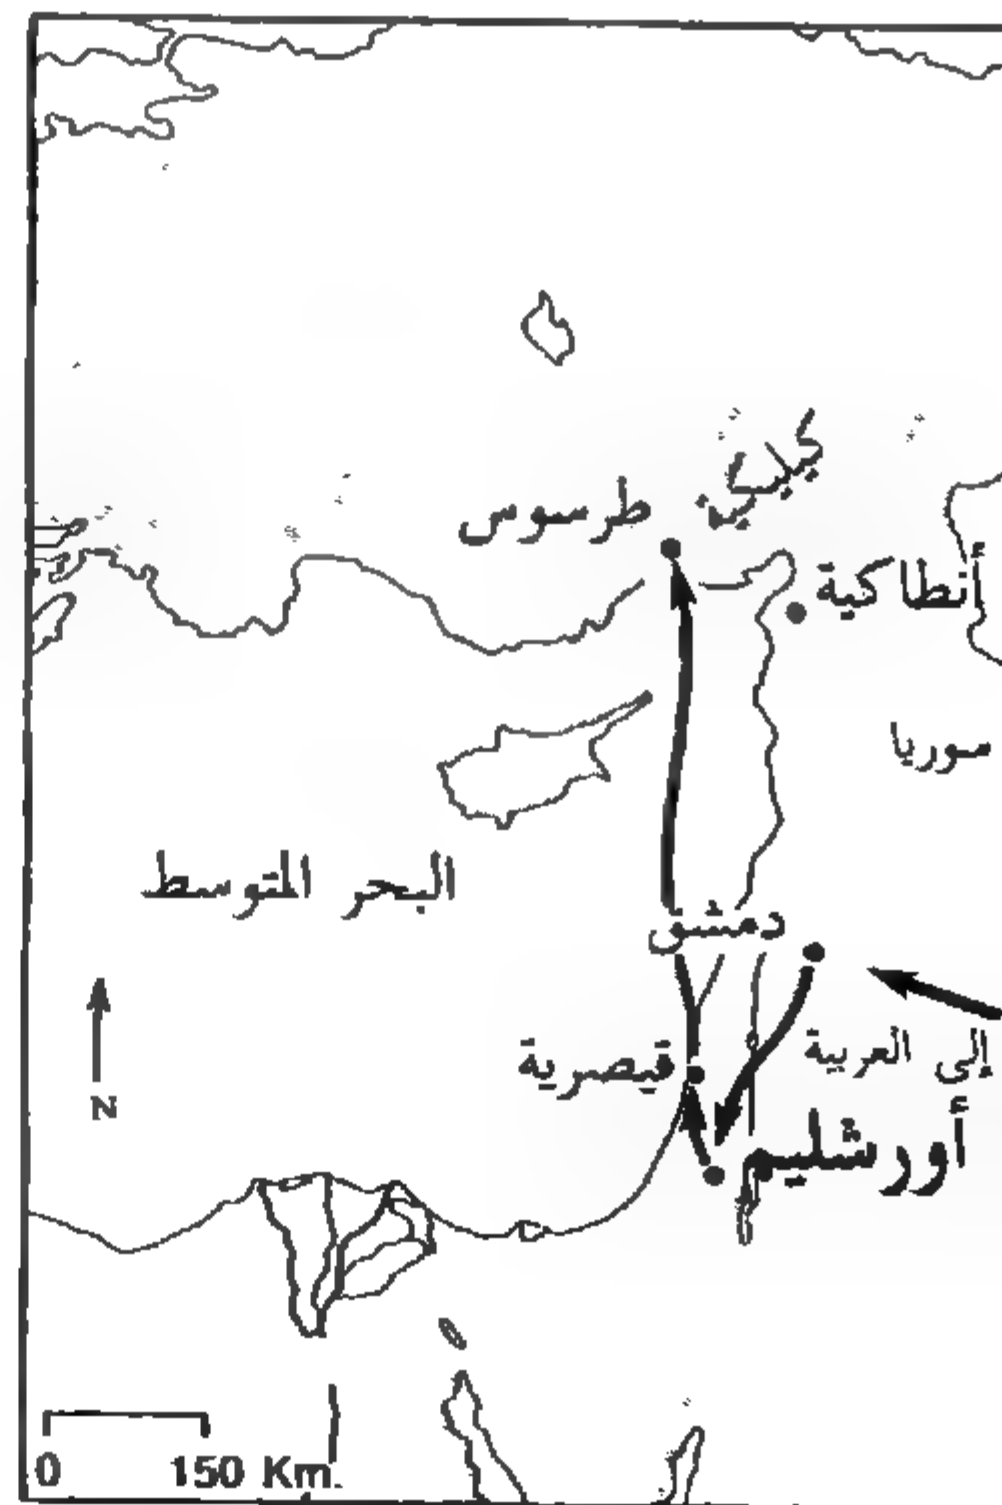 كيليكية
طرسوس
أنطاكية
سوريا
البحر المتوسط
دمشق
إلى العربية
قيصرية
أورشليم
N
0 150 Km.